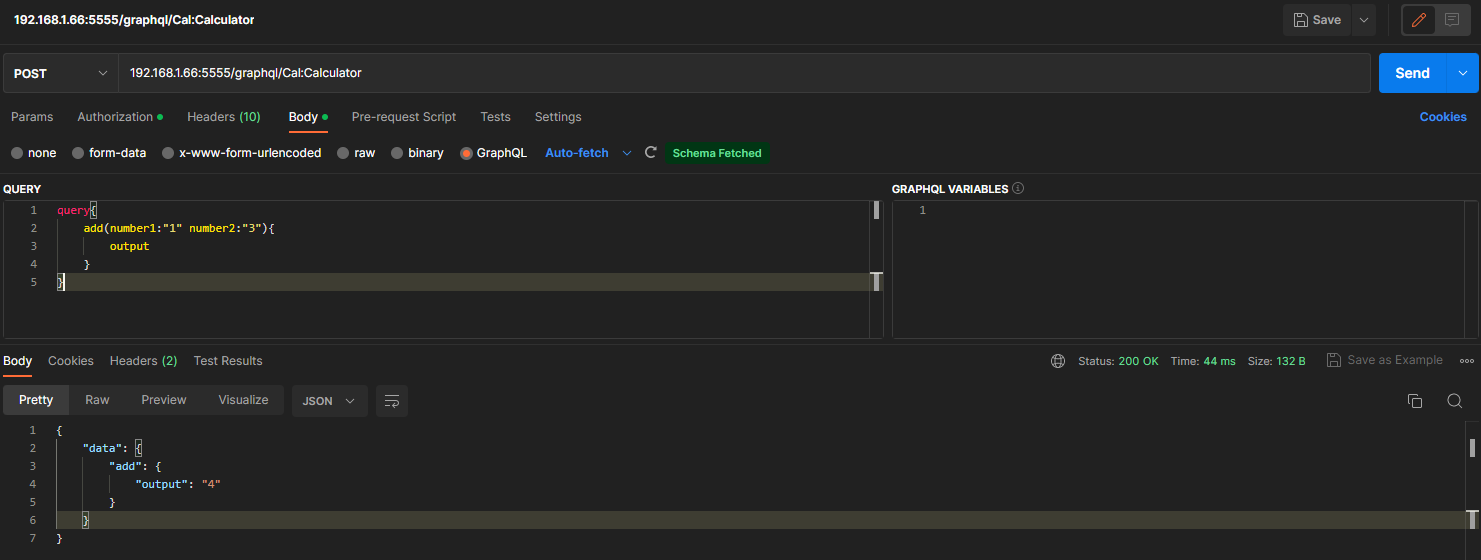 192.168.1.66:5555/graphql/Cal:Calculator
Save
POST 192.168.1.66:5555/graphql/Cal:Calculator Send
Params Authorization Headers (10) Body Pre-request Script Tests Settings Cookies
none form-data x-www-form-urlencoded raw binary GraphQL Auto-fetch Schema Fetched
QUERY GRAPHQL VARIABLES
1 query{ 1
2 add(number1:"1" number2:"3"){
3 output
4 }
5 }
Body Cookies Headers (2) Test Results Status: 200 OK Time: 44 ms Size: 132 B Save as Example
Pretty Raw Preview Visualize JSON
1 {
2 "data": {
3 "add": {
4 "output": "4"
5 }
6 }
7 }